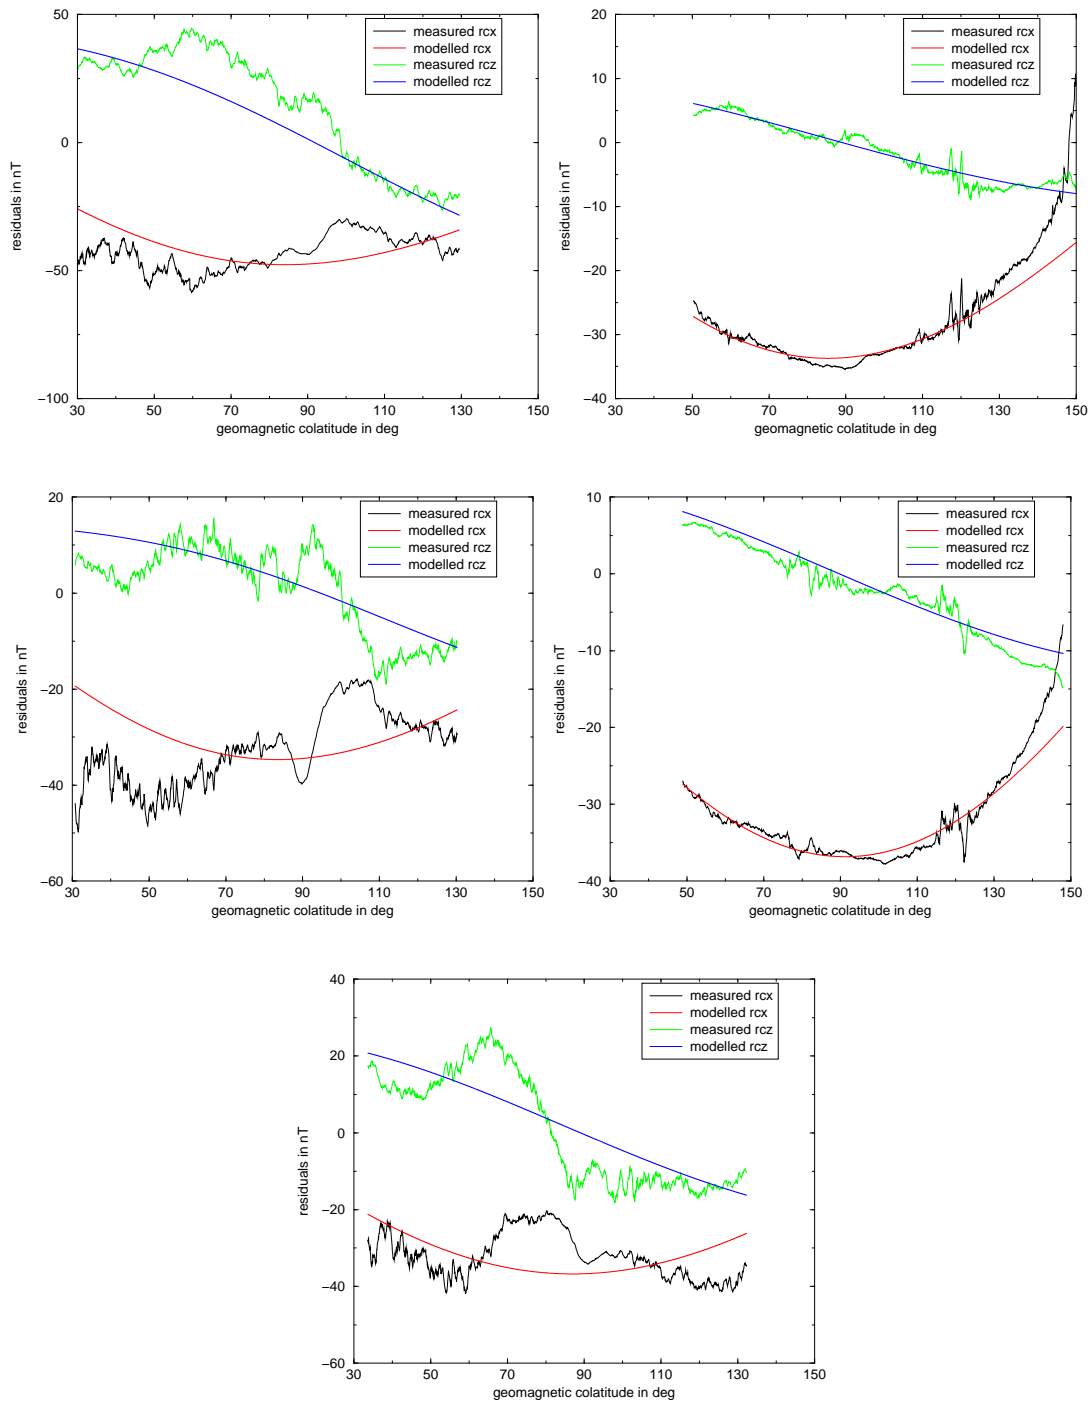 50
0
−50
−100
residuals in nT
30 50 70 90 110 130 150
geomagnetic colatitude in deg
measured rcx
modelled rcx
measured rcz
modelled rcz
20
10
0
−10
−20
−30
−40
residuals in nT
30 50 70 90 110 130 150
geomagnetic colatitude in deg
measured rcx
modelled rcx
measured rcz
modelled rcz
20
0
−20
−40
−60
residuals in nT
30 50 70 90 110 130 150
geomagnetic colatitude in deg
measured rcx
modelled rcx
measured rcz
modelled rcz
10
0
−10
−20
−30
−40
residuals in nT
30 50 70 90 110 130 150
geomagnetic colatitude in deg
measured rcx
modelled rcx
measured rcz
modelled rcz
40
20
0
−20
−40
−60
residuals in nT
30 50 70 90 110 130 150
geomagnetic colatitude in deg
measured rcx
modelled rcx
measured rcz
modelled rcz